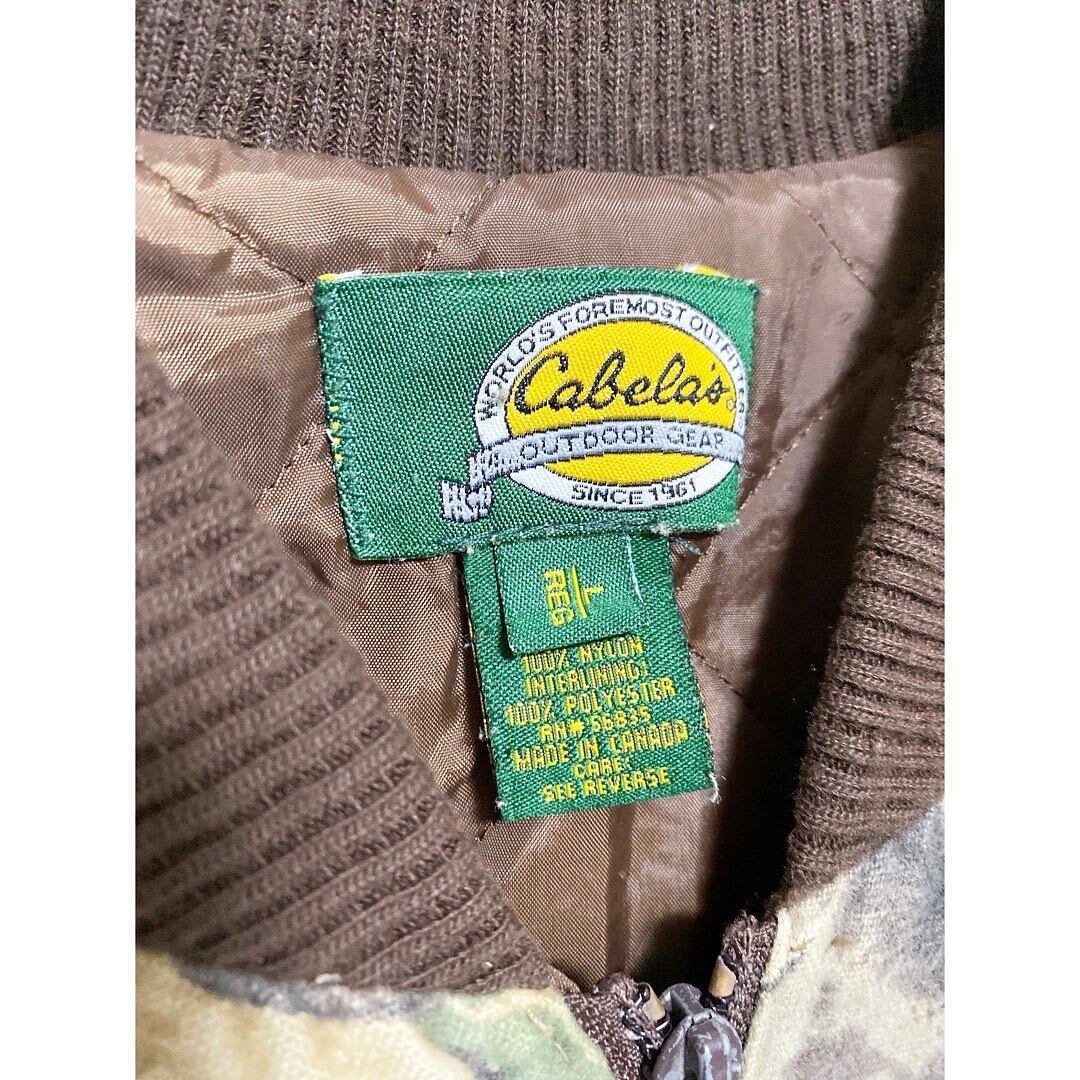 WORLD'S FOREMOST OUTFITTER
Cabela's
OUTDOOR GEAR
SINCE 1961
L
REG
100% NYLON
INTERLINING:
100% POLYESTER
RN# 56835
MADE IN CANADA
CARE:
SEE REVERSE